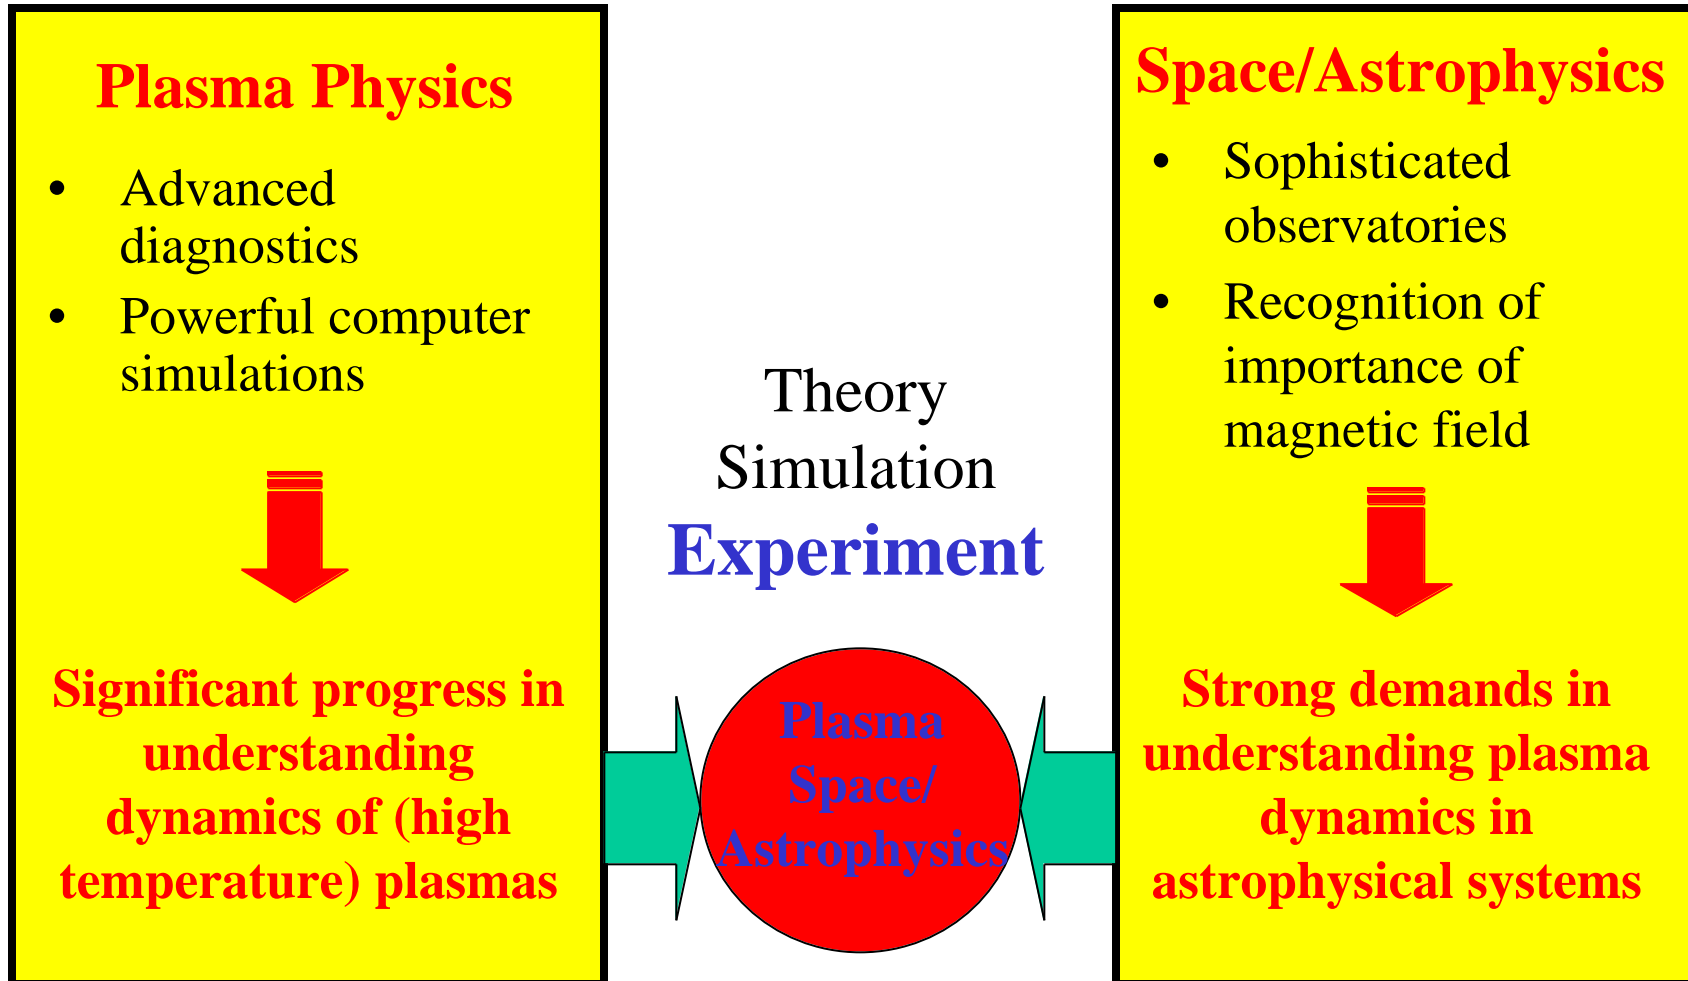 Plasma Physics
• Advanced
diagnostics
• Powerful computer
simulations
Significant progress in
understanding
dynamics of (high
temperature) plasmas
Theory
Simulation
Experiment
Plasma
Space/
Astrophysics
Space/Astrophysics
• Sophisticated
observatories
• Recognition of
importance of
magnetic field
Strong demands in
understanding plasma
dynamics in
astrophysical systems